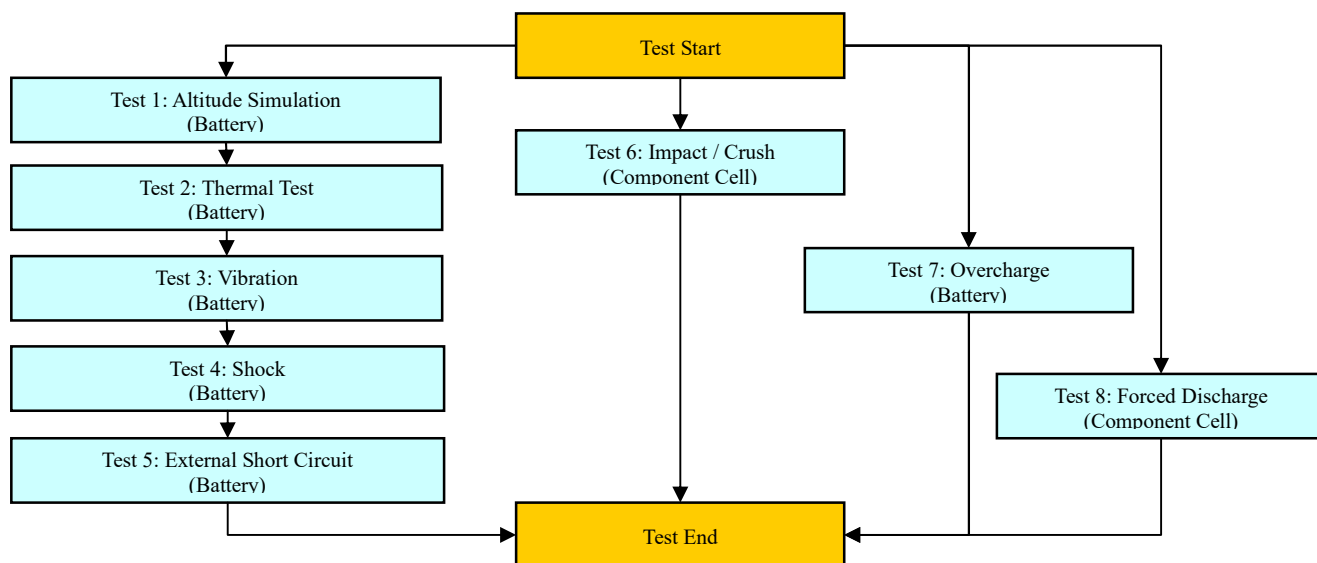 Test Start
Test 1: Altitude Simulation
(Battery)
Test 2: Thermal Test
(Battery)
Test 3: Vibration
(Battery)
Test 4: Shock
(Battery)
Test 5: External Short Circuit
(Battery)
Test 6: Impact / Crush
(Component Cell)
Test 7: Overcharge
(Battery)
Test 8: Forced Discharge
(Component Cell)
Test End